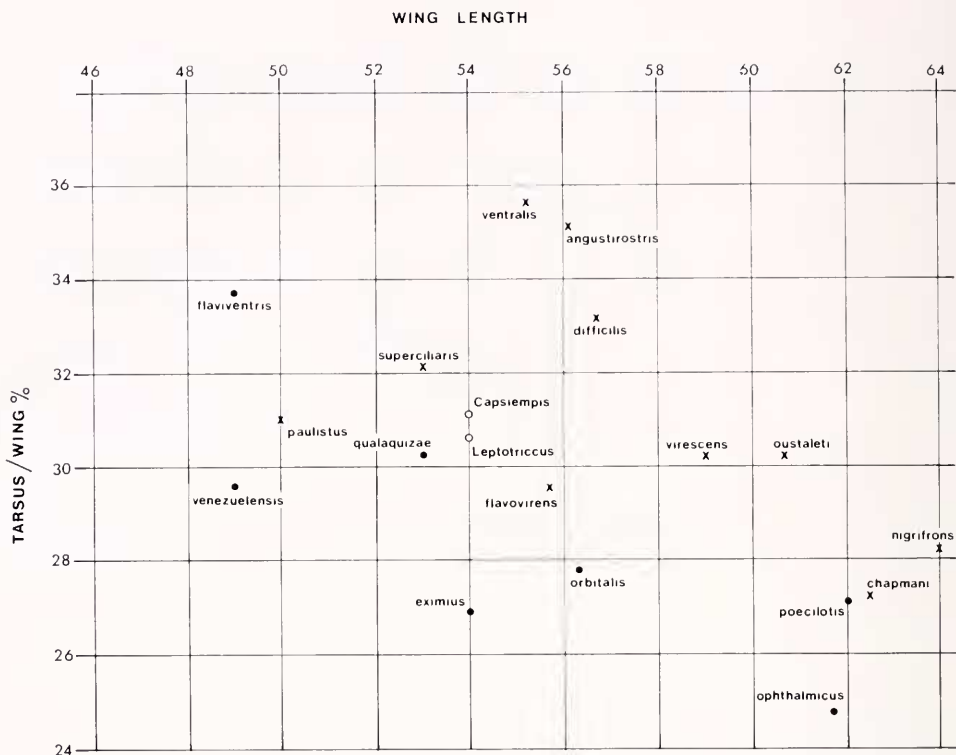 WING LENGTH
46 48 50 52 54 56 58 60 62 64
36
ventralis
angustirostris
34
flaviventris
difficilis
superciliaris
32
Capsiempis
paulistus
qualaquizae
Leptotriccus
virescens
oustaleti
30
venezuelensis
flavovirens
nigrifrons
28
orbitalis
chapmani
eximius
poecilotis
26
ophthalmicus
24
TARSUS/WING %